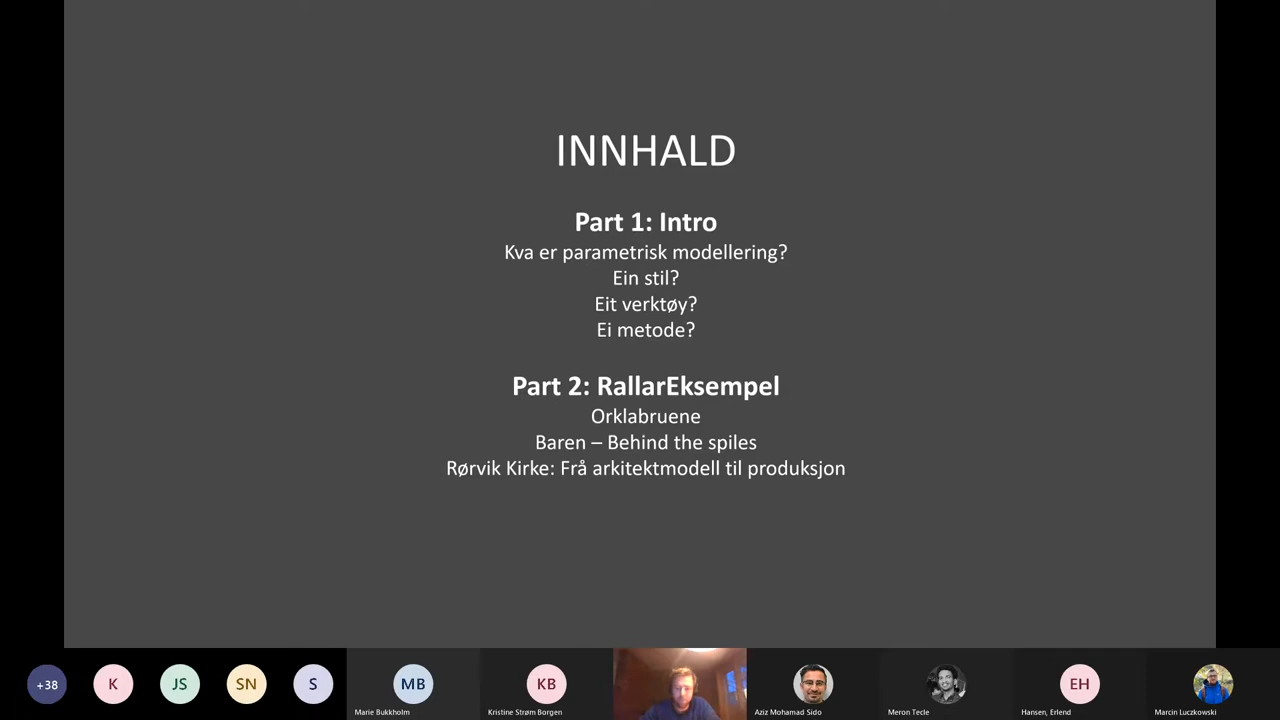 INNHALD
Part 1: Intro
Kva er parametrisk modellering?
Ein stil?
Eit verktøy?
Ei metode?
Part 2: RallarEksempel
Orklabruene
Baren – Behind the spiles
Rørvik Kirke: Frå arkitektmodell til produksjon
+38
K
JS
SN
S
MB
Marie Bukkholm
KB
Kristine Strøm Borgen
Aziz Mohamad Sido
Meron Tecle
EH
Hansen, Erlend
Marcin Luczkowski